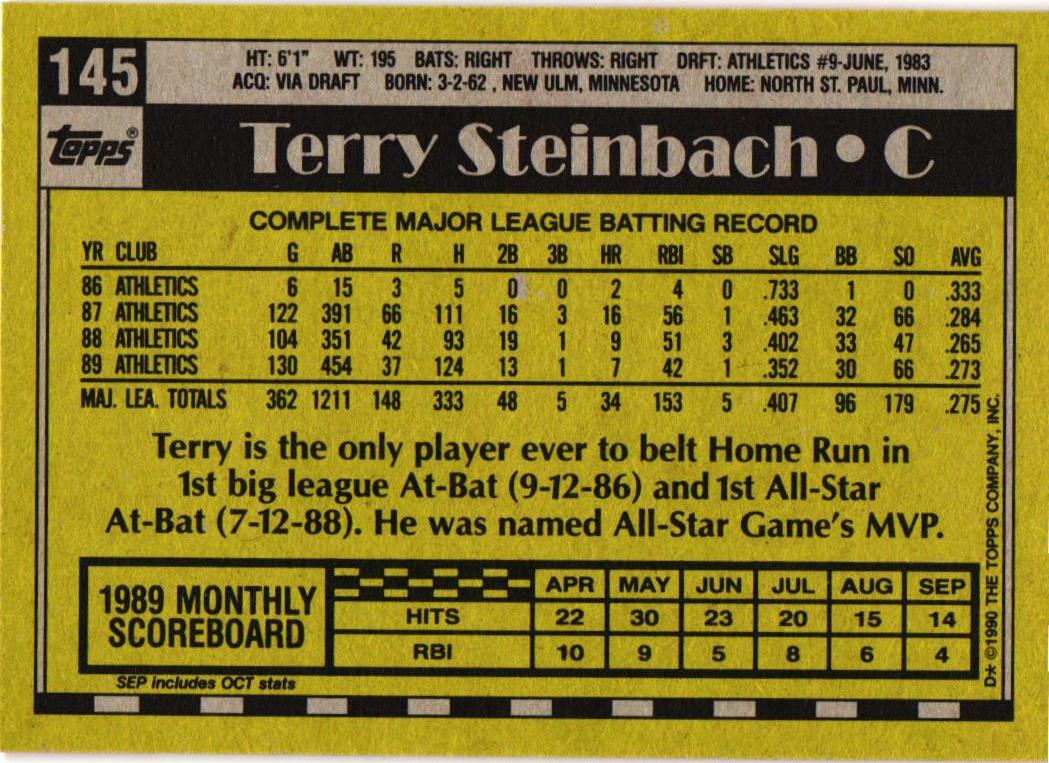 145
HT: 6'1" WT: 195 BATS: RIGHT THROWS: RIGHT DRFT: ATHLETICS #9-JUNE, 1983
ACQ: VIA DRAFT BORN: 3-2-62 , NEW ULM, MINNESOTA HOME: NORTH ST. PAUL, MINN.
topps®
Terry Steinbach • C
COMPLETE MAJOR LEAGUE BATTING RECORD
YR CLUB G AB R H 2B 3B HR RBI SB SLG BB SO AVG
86 ATHLETICS 6 15 3 5 0 0 2 4 0 .733 1 0 .333
87 ATHLETICS 122 391 66 111 16 3 16 56 1 .463 32 66 .284
88 ATHLETICS 104 351 42 93 19 1 9 51 3 .402 33 47 .265
89 ATHLETICS 130 454 37 124 13 1 7 42 1 .352 30 66 .273
MAJ. LEA. TOTALS 362 1211 148 333 48 5 34 153 5 .407 96 179 .275
Terry is the only player ever to belt Home Run in
1st big league At-Bat (9-12-86) and 1st All-Star
At-Bat (7-12-88). He was named All-Star Game's MVP.
1989 MONTHLY
SCOREBOARD
APR MAY JUN JUL AUG SEP
HITS 22 30 23 20 15 14
RBI 10 9 5 8 6 4
SEP includes OCT stats
D* ©1990 THE TOPPS COMPANY, INC.